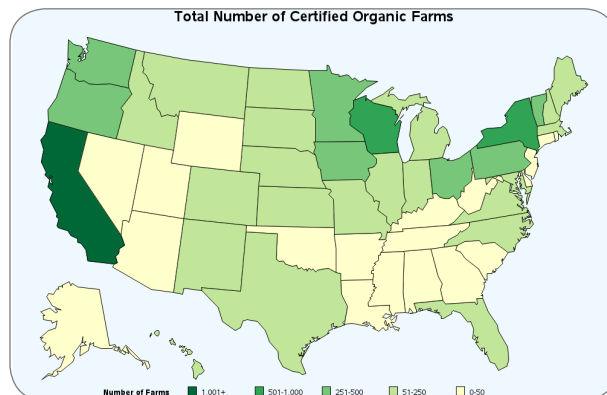 Total Number of Certified Organic Farms
Number of Farms 1,001+ 501-1,000 251-500 51-250 0-50